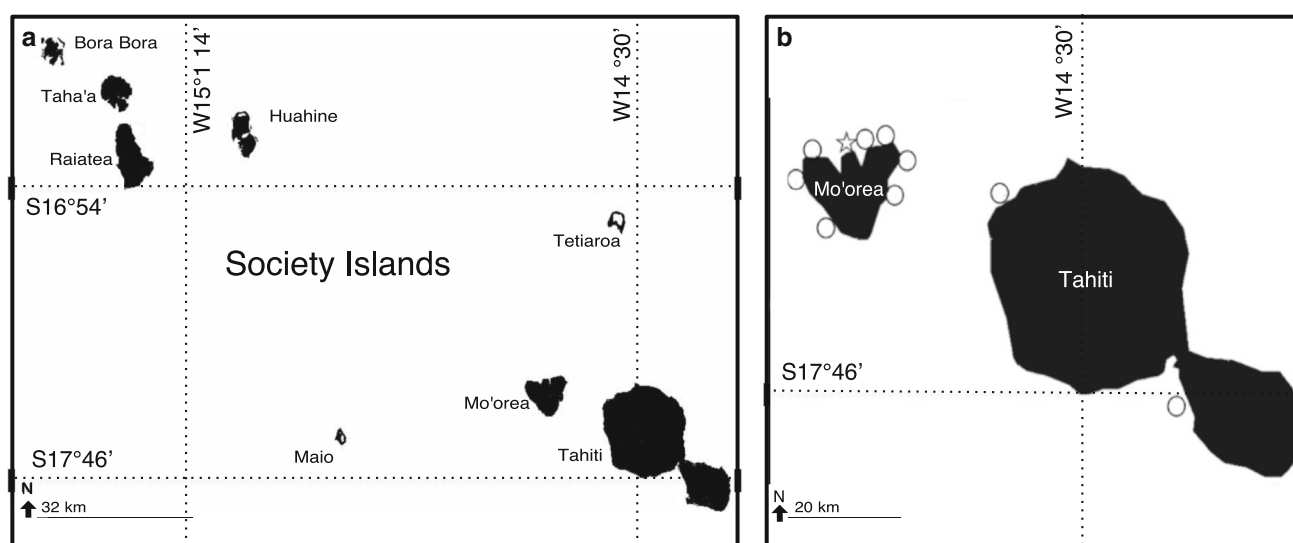 a
Bora Bora
Taha'a
Raiatea
W15°1 14’
Huahine
W14 °30’
S16°54’
Tetiaroa
Society Islands
Mo'orea
Maio
Tahiti
S17°46’
N
32 km
b
W14 °30’
Mo'orea
Tahiti
S17°46’
N
20 km